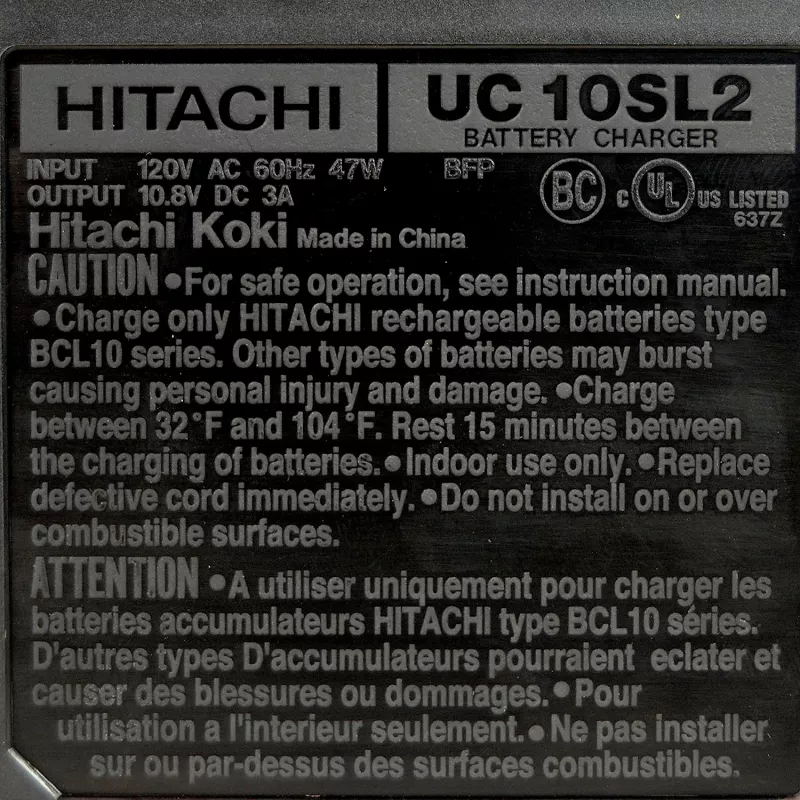 HITACHI
UC 10SL2
BATTERY CHARGER
INPUT 120V AC 60Hz 47W BFP
OUTPUT 10.8V DC 3A
BC C UL US LISTED
637Z
Hitachi Koki Made in China
CAUTION •For safe operation, see instruction manual.
•Charge only HITACHI rechargeable batteries type
BCL10 series. Other types of batteries may burst
causing personal injury and damage. •Charge
between 32°F and 104°F. Rest 15 minutes between
the charging of batteries.•Indoor use only.•Replace
defective cord immediately.•Do not install on or over
combustible surfaces.
ATTENTION •A utiliser uniquement pour charger les
batteries accumulateurs HITACHI type BCL10 séries.
D'autres types D'accumulateurs pourraient eclater et
causer des blessures ou dommages.•Pour
utilisation a l'interieur seulement.•Ne pas installer
sur ou par-dessus des surfaces combustibles.